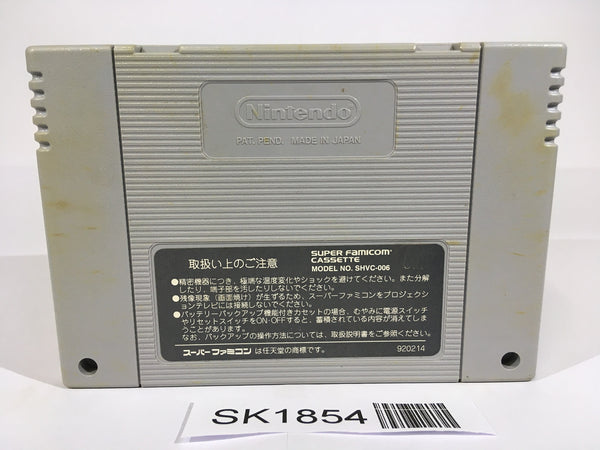 Nintendo
PAT. PEND. MADE IN JAPAN
取扱い上のご注意
SUPER FAMICOM
CASSETTE
MODEL NO. SHVC-006
●精密機器につき、極端な温度変化やショックを避けてください。また分解
したり、端子部を汚したりしないでください。
●残像現象（画面焼け）が生ずるため、スーパーファミコンをプロジェクシ
ョンテレビには接続しないでください。
●バッテリーバックアップ機能付きカセットの場合、むやみに電源スイッチ
やリセットスイッチをON・OFFすると、蓄積されている内容が消えてしま
うことがあります。
なお、バックアップの操作方法については、取扱説明書をご参照ください。
スーパーファミコン は任天堂の商標です。
920214
SK1854